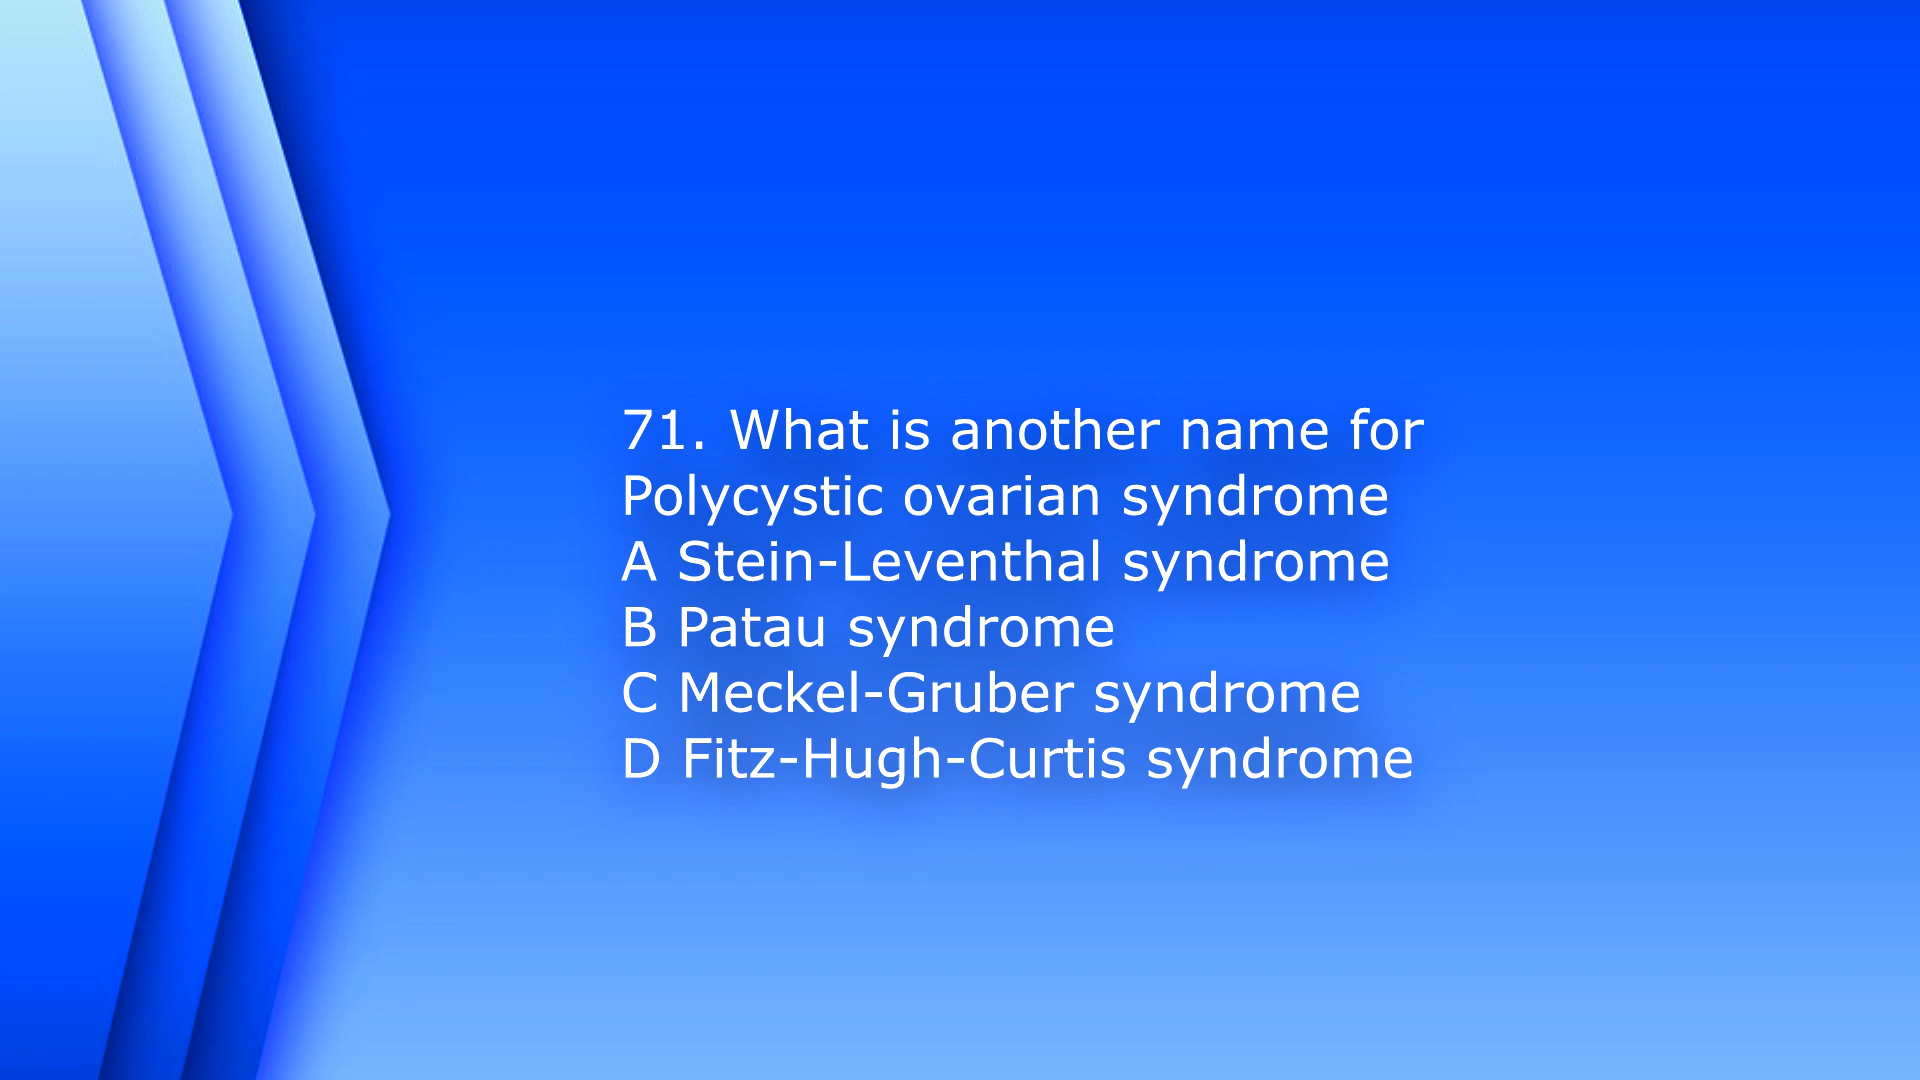 71. What is another name for
Polycystic ovarian syndrome
A Stein-Leventhal syndrome
B Patau syndrome
C Meckel-Gruber syndrome
D Fitz-Hugh-Curtis syndrome